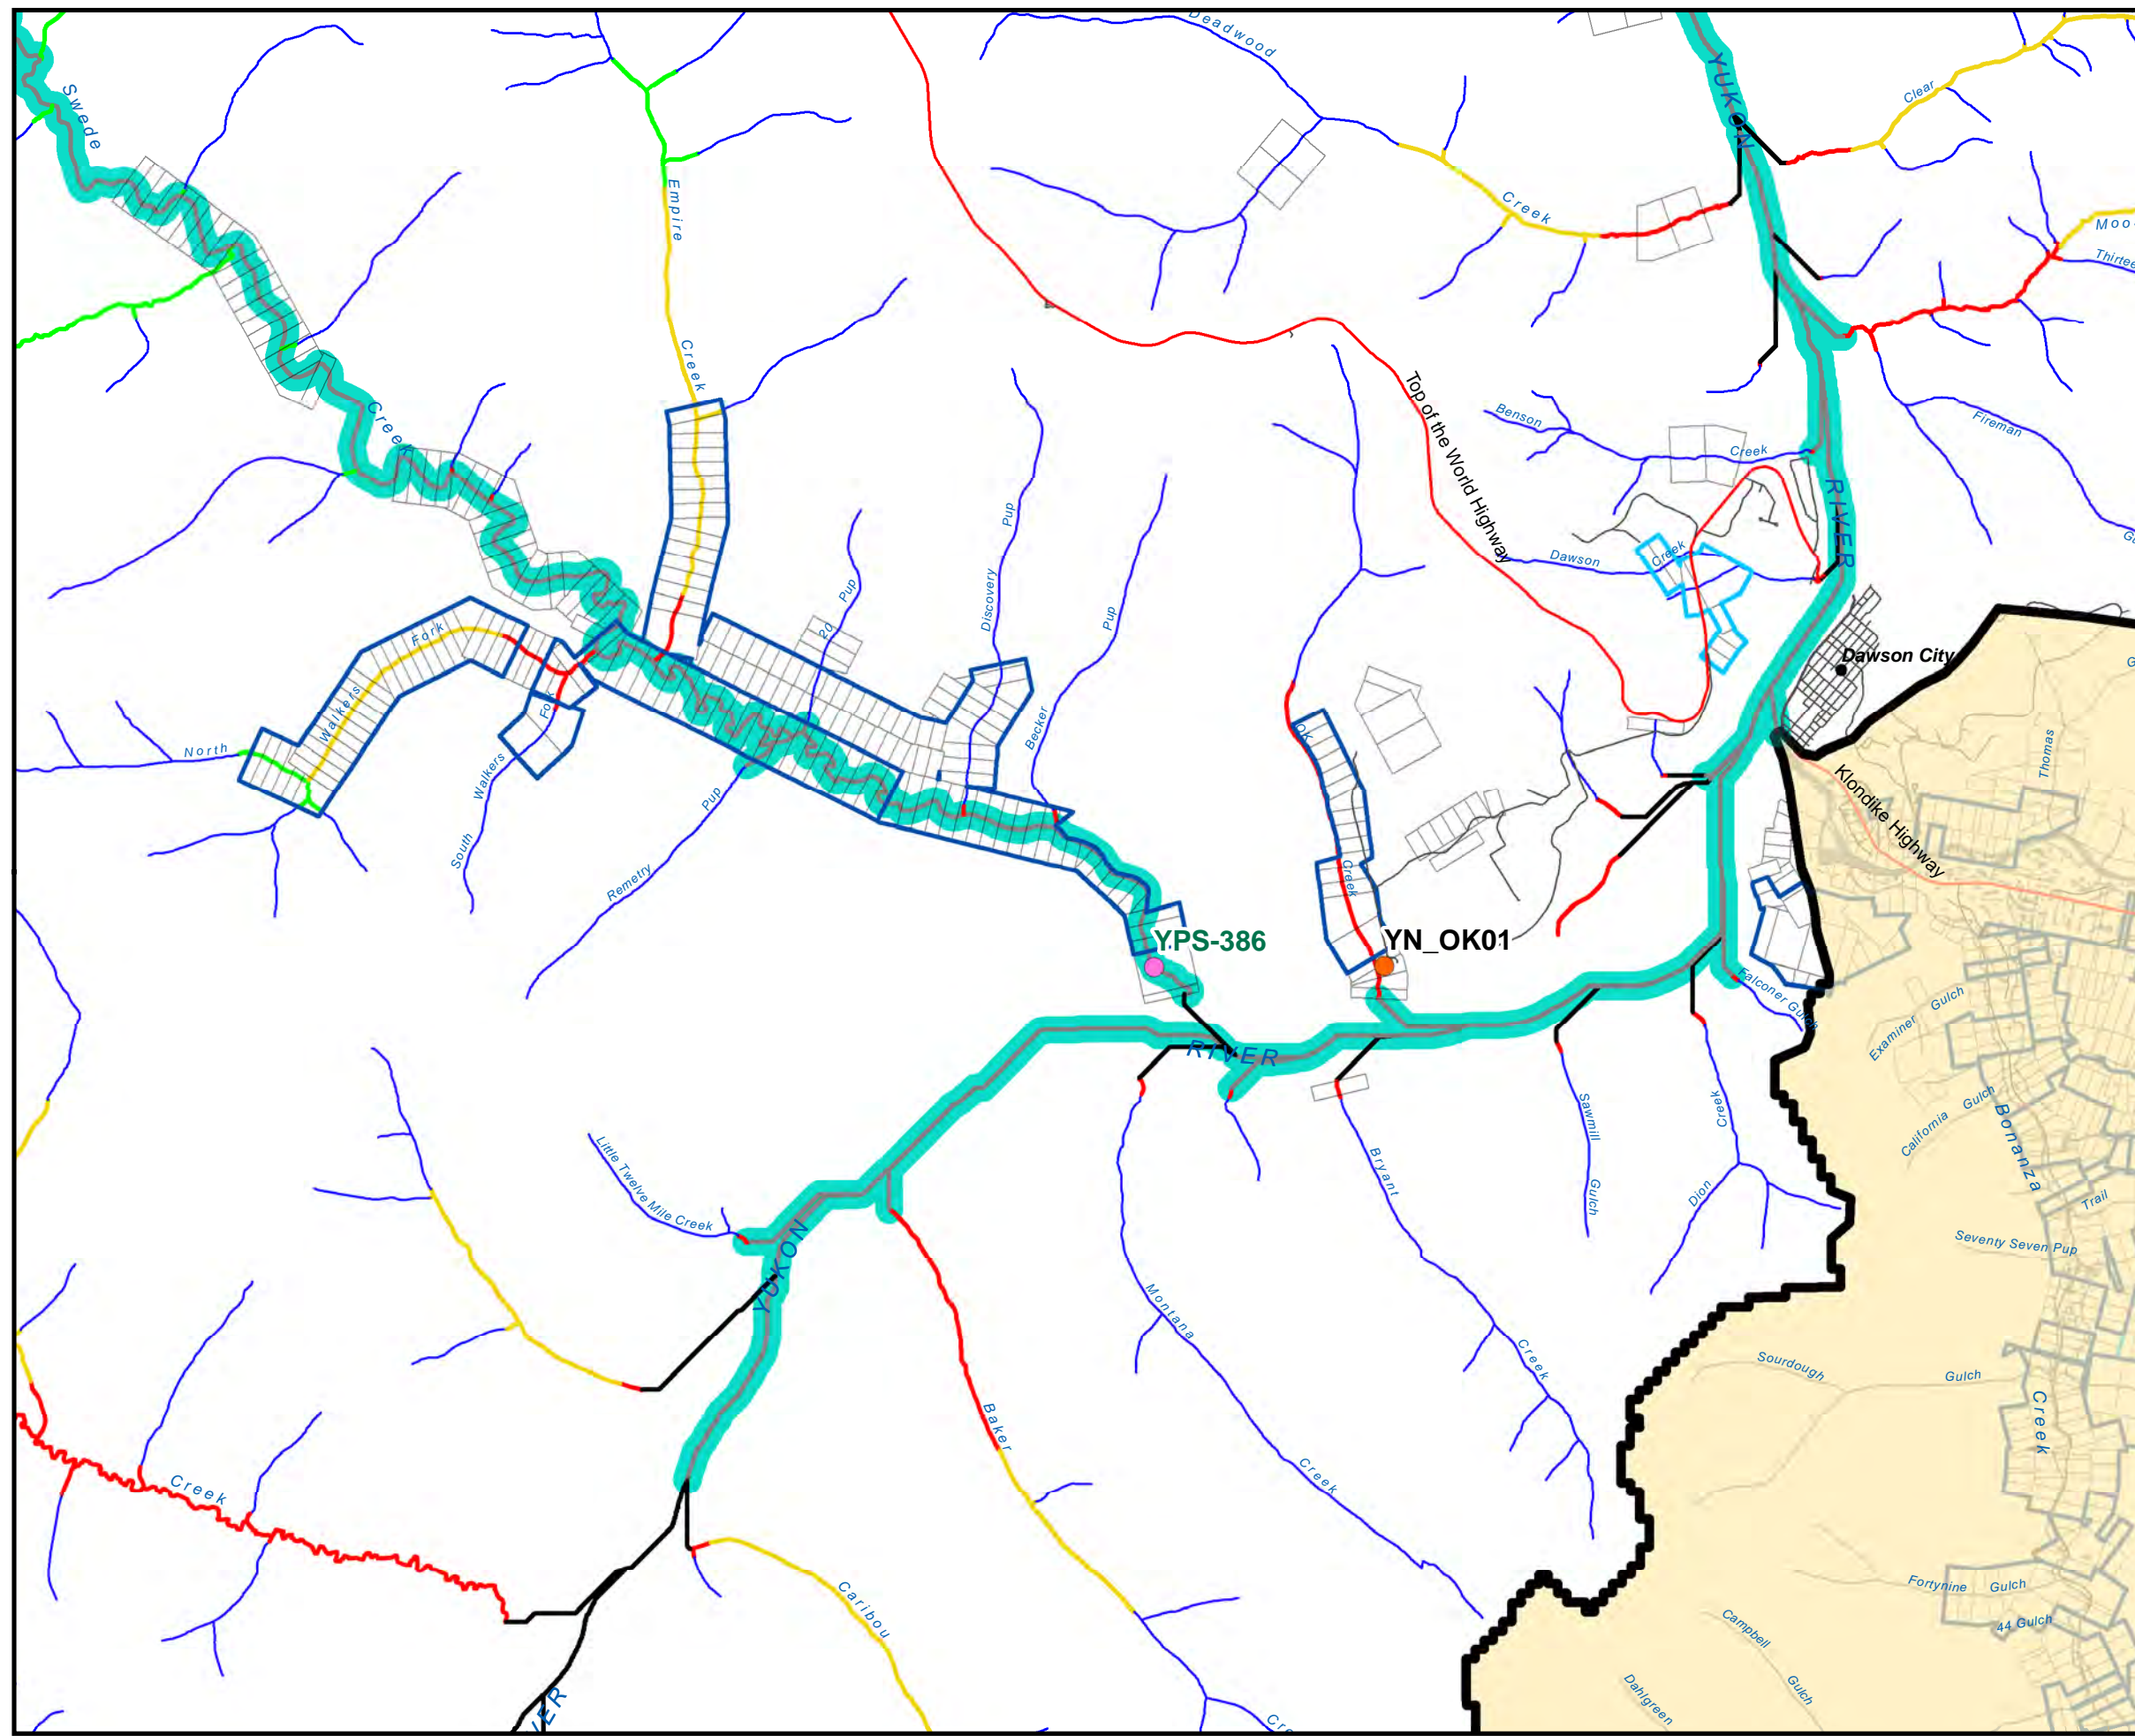 Deadwood
YUKON
Clear
Swede
Empire
Creek
Thirtee
Creek
Top of the World Highway
Creek
Benson
Creek
Fireman
RIVER
Pup
Discovery
Pup
Dawson
Creek
20
Pup
Fork
Walkers
North
Fork
South
Walkers
Becker
Pup
Remetry
OK
Creek
Dawson City
Thomas
Klondike Highway
YPS-386
YN_OK01
Falconer Gulch
Examiner
Gulch
RIVER
California
Gulch
Bonanza
Little Twelve Mile Creek
Bryant
Sawmill
Gulch
Creek
Dion
Trail
Seventy Seven Pup
YUKON
Montana
Creek
Sourdough
Gulch
Creek
Baker
Creek
Creek
Caribou
Fortynine
Gulch
44 Gulch
Campbell
Gulch
Dahlgreen